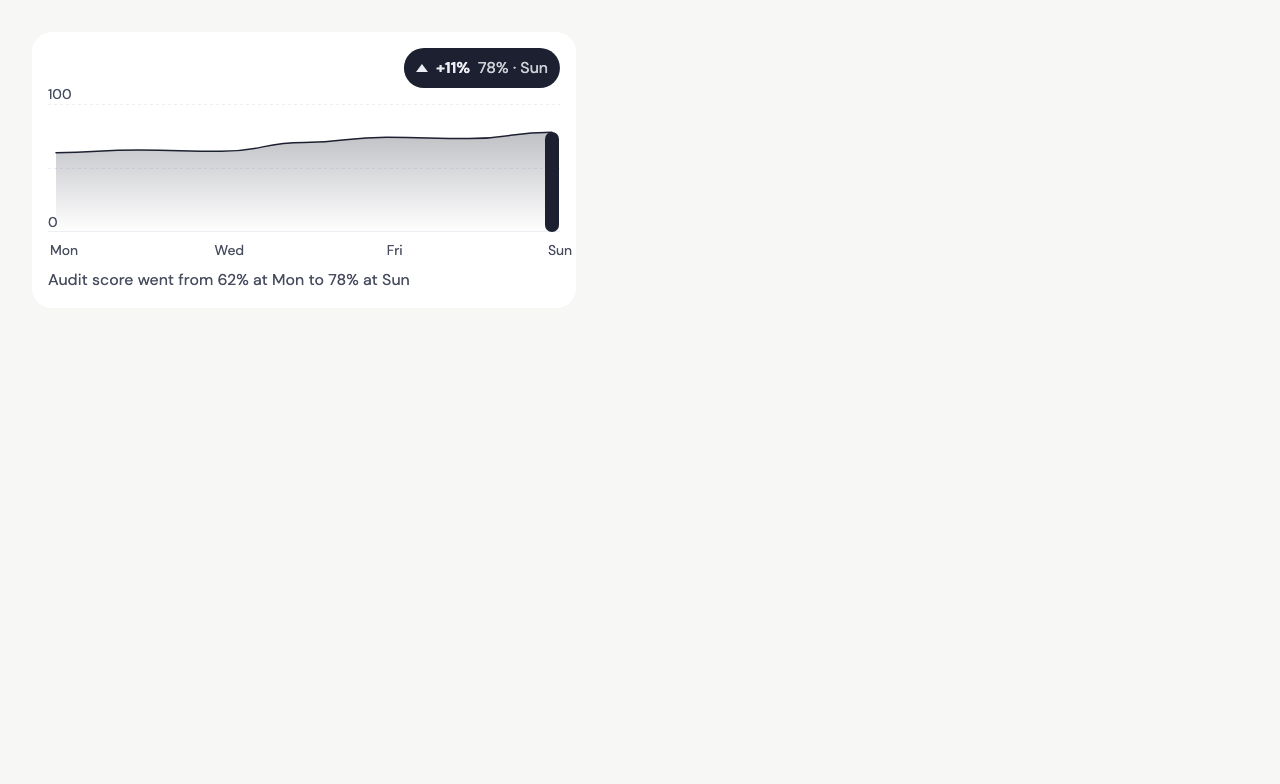 +11% 78% · Sun
100
0
Mon Wed Fri Sun
Audit score went from 62% at Mon to 78% at Sun